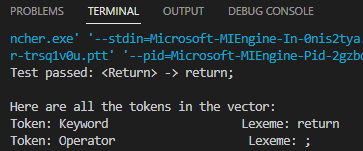 PROBLEMS OUTPUT TERMINAL DEBUG CONSOLE
ncher.exe' '--stdin=Microsoft-MIEngine-In-0nis2tya
r-trsq1v0u.ptt' '--pid=Microsoft-MIEngine-Pid-2gzbd
Test passed: <Return> -> return;
Here are all the tokens in the vector:
Token: Keyword Lexeme: return
Token: Operator Lexeme: ;